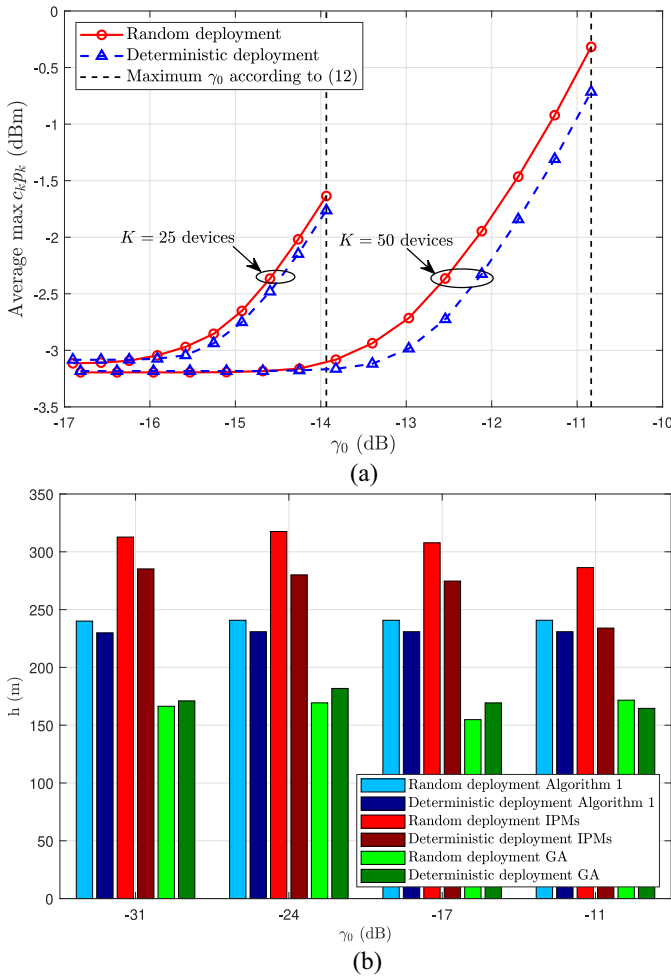 0
-0.5
-1
-1.5
-2
-2.5
-3
-3.5
Average max c_k p_k (dBm)
Random deployment
Deterministic deployment
Maximum γ₀ according to (12)
K = 25 devices
K = 50 devices
-17 -16 -15 -14 -13 -12 -11 -10
γ₀ (dB)
(a)
350
300
250
200
150
100
50
0
h (m)
Random deployment Algorithm 1
Deterministic deployment Algorithm 1
Random deployment IPMs
Deterministic deployment IPMs
Random deployment GA
Deterministic deployment GA
-31 -24 -17 -11
γ₀ (dB)
(b)